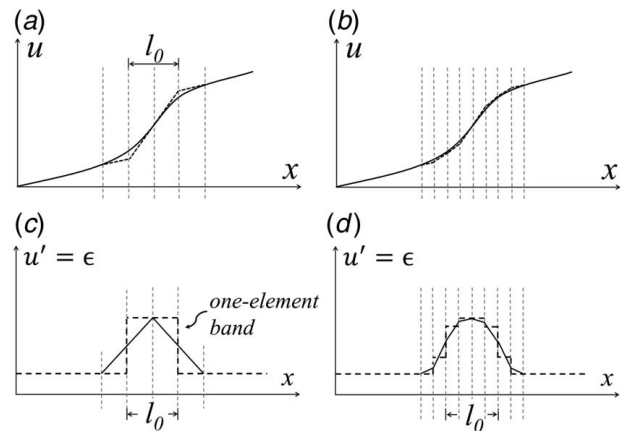 (a)
u
l₀
x
(b)
u
x
(c)
u′ = ϵ
one-element
band
x
l₀
(d)
u′ = ϵ
x
l₀